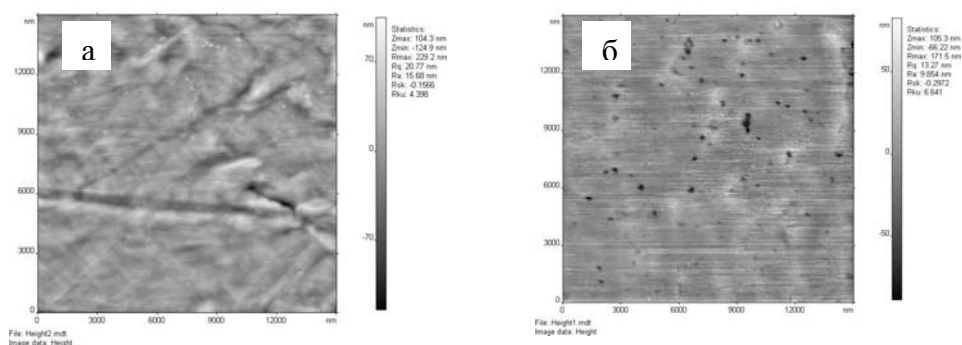 nm
а
12000
9000
6000
3000
0
0 3000 6000 9000 12000 nm
File: Height2.mdt
Image data: Height
nm
70
0
-70
Statistics:
Zmax: 104.3 nm
Zmin: -124.9 nm
Rmax: 229.2 nm
Rq: 20.77 nm
Ra: 15.68 nm
Rsk: -0.1566
Rku: 4.398
nm
б
12000
9000
6000
3000
0
0 3000 6000 9000 12000 nm
File: Height1.mdt
Image data: Height
nm
50
0
-50
Statistics:
Zmax: 105.3 nm
Zmin: -66.22 nm
Rmax: 171.5 nm
Rq: 13.27 nm
Ra: 9.854 nm
Rsk: -0.2972
Rku: 6.641